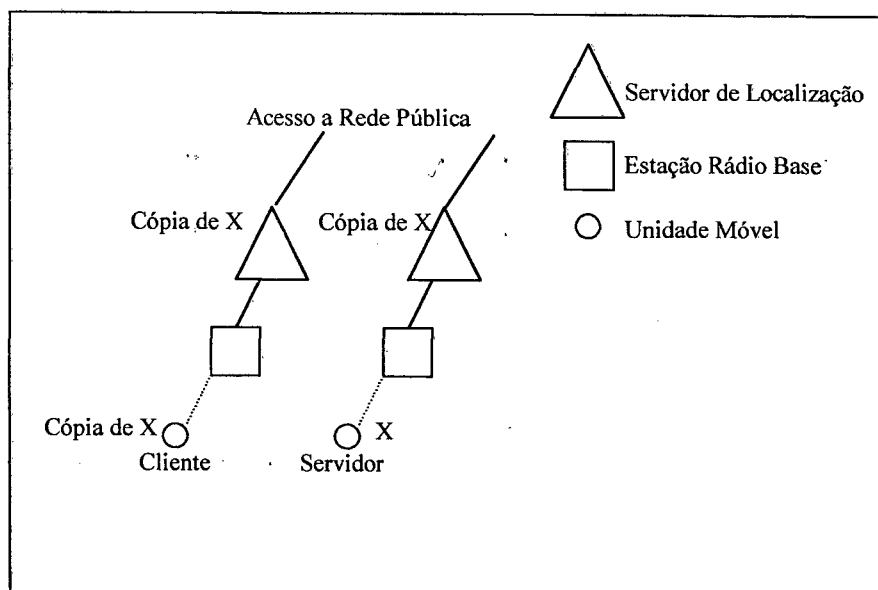 Servidor de Localização
Acesso a Rede Pública
Estação Rádio Base
Cópia de X
Cópia de X
Unidade Móvel
Cópia de X
X
Cliente
Servidor